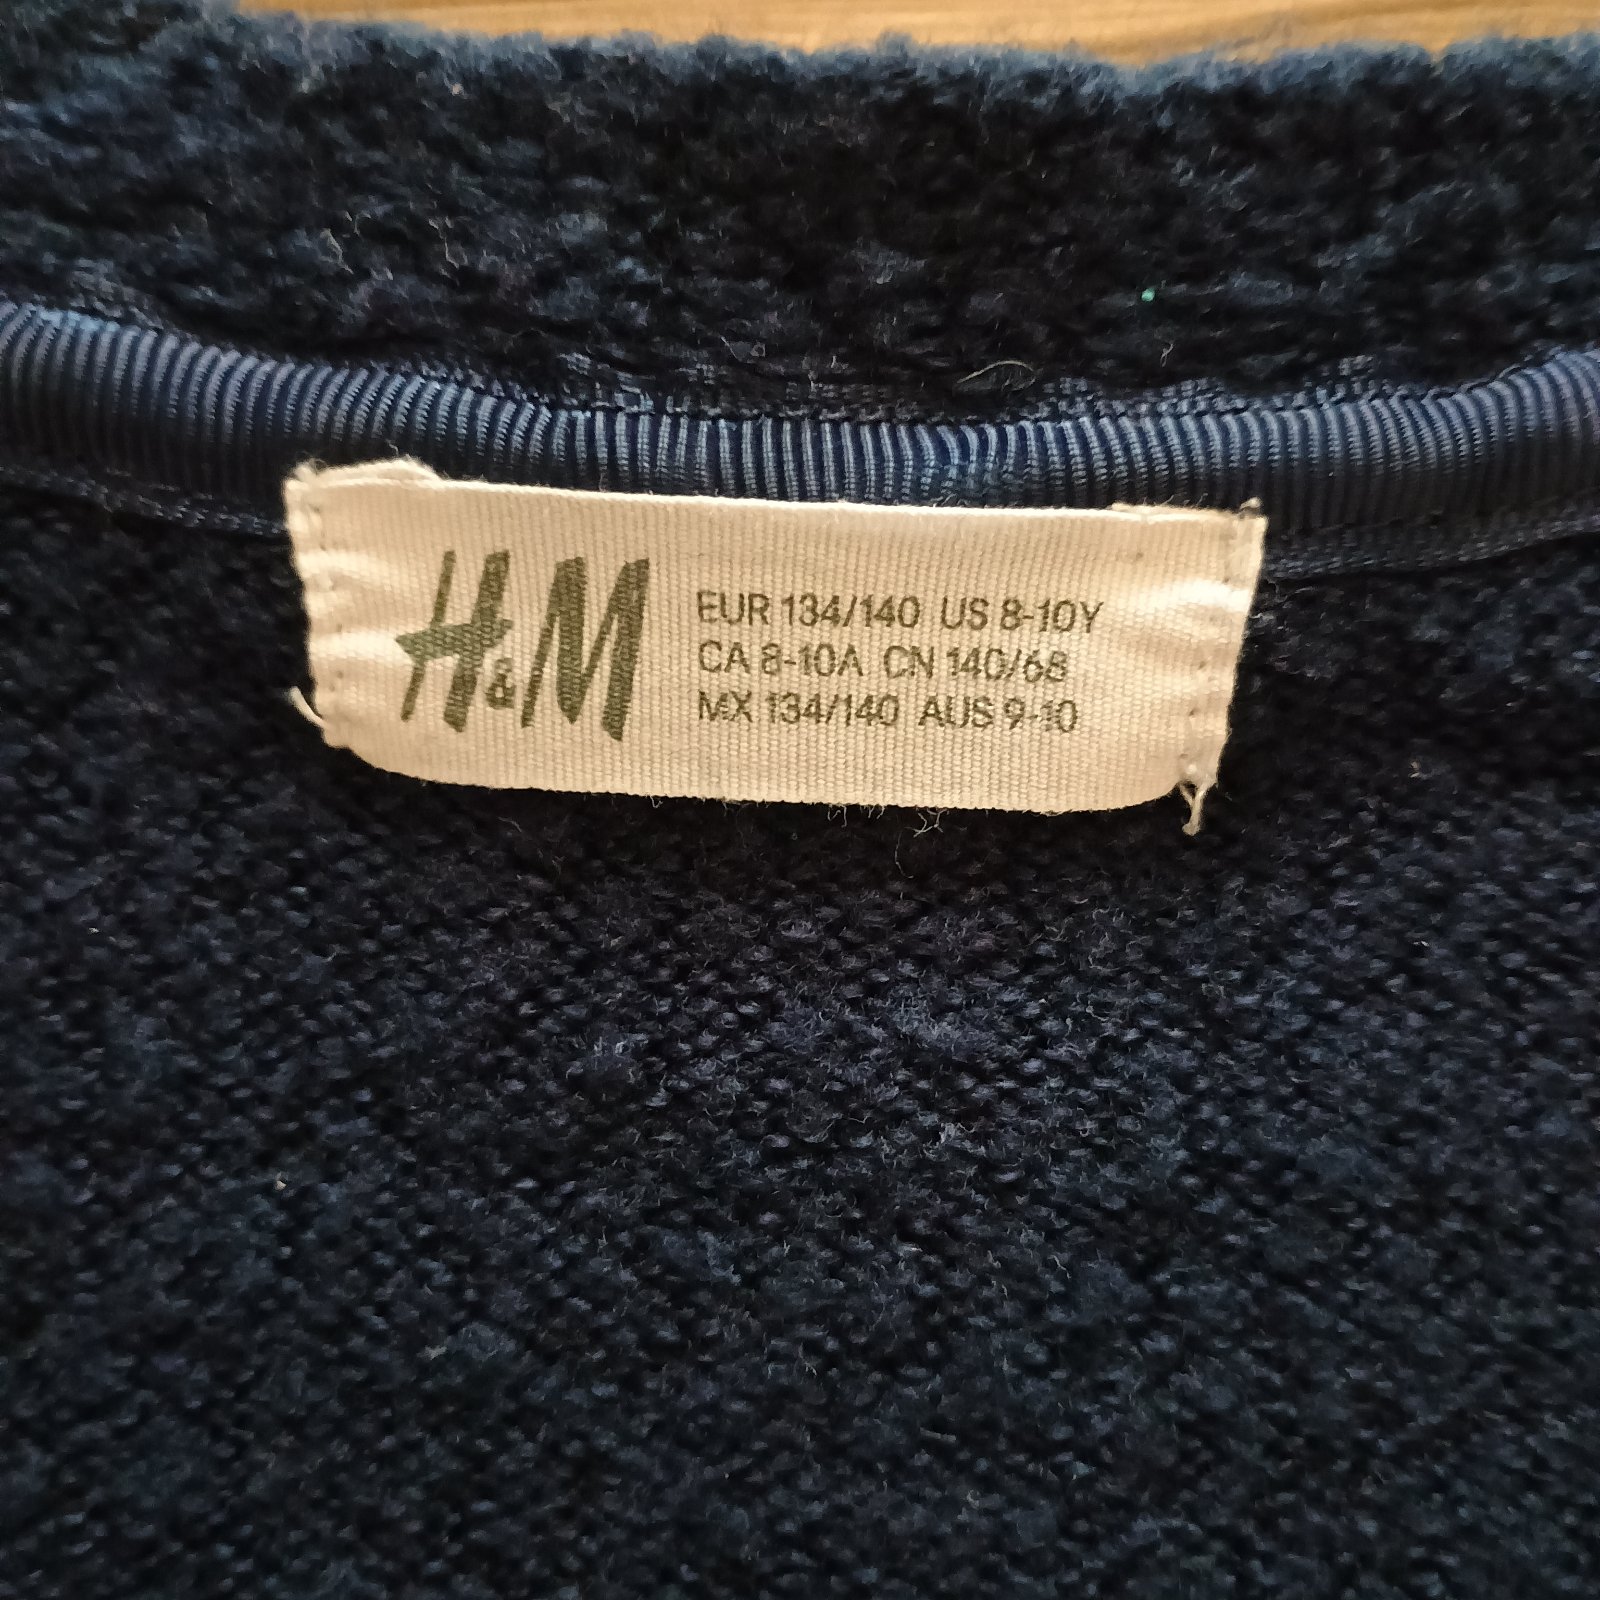 H&M
EUR 134/140 US 8-10Y
CA 8-10A CN 140/68
MX 134/140 AUS 9-10